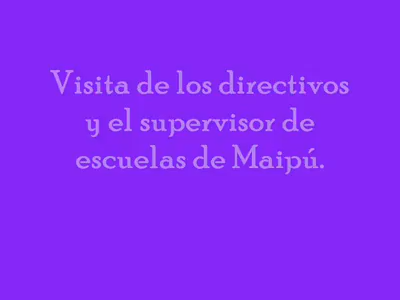 Visita de los directivos
y el supervisor de
escuelas de Maipú.